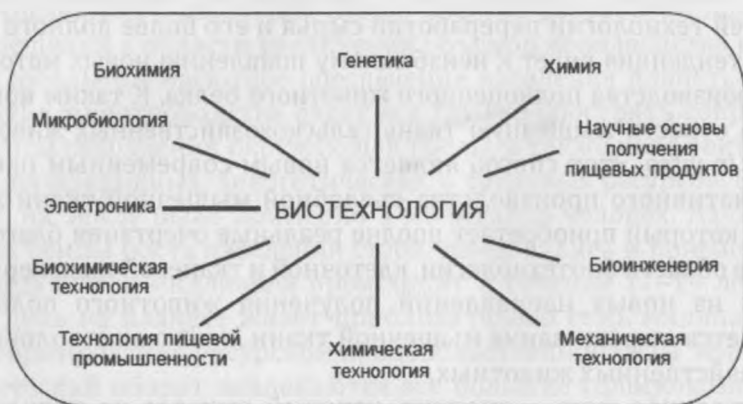 Генетика
Биохимия
Химия
Микробиология
Научные основы
получения
пищевых продуктов
Электроника
БИОТЕХНОЛОГИЯ
Биохимическая
технология
Биоинженерия
Технология пищевой
промышленности
Химическая
технология
Механическая
технология